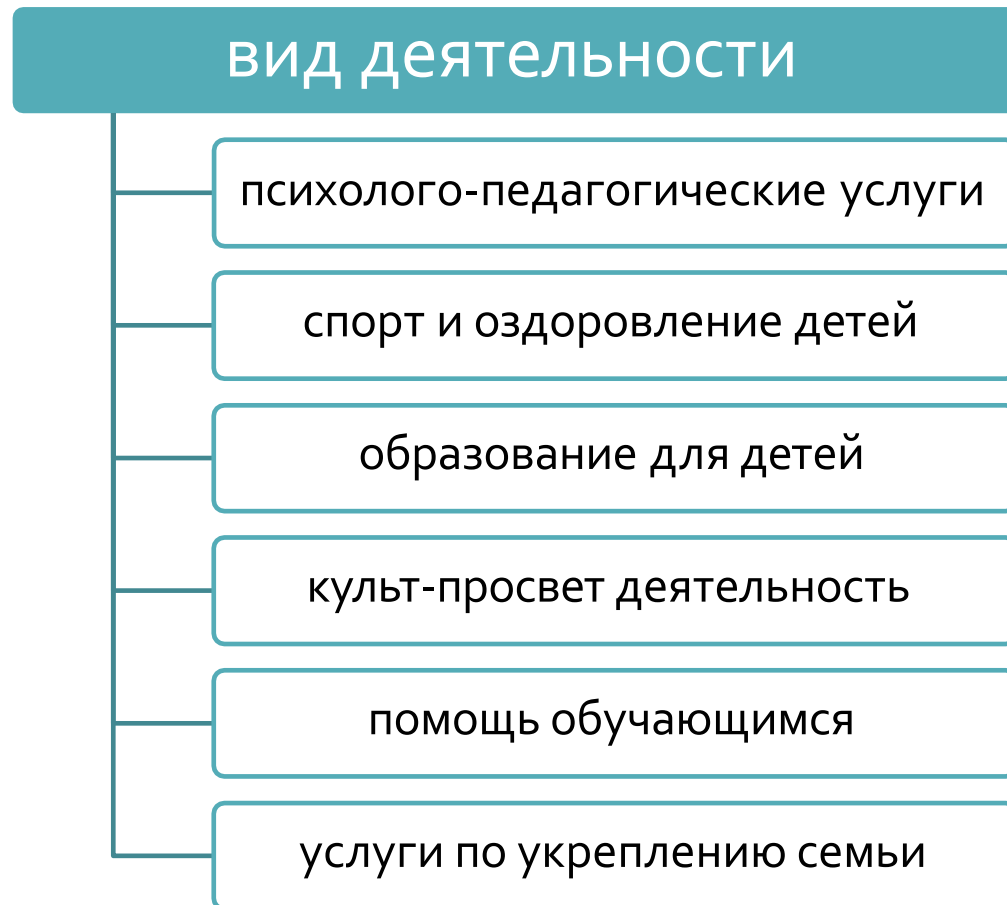 вид деятельности
психолого-педагогические услуги
спорт и оздоровление детей
образование для детей
культ-просвет деятельность
помощь обучающимся
услуги по укреплению семьи